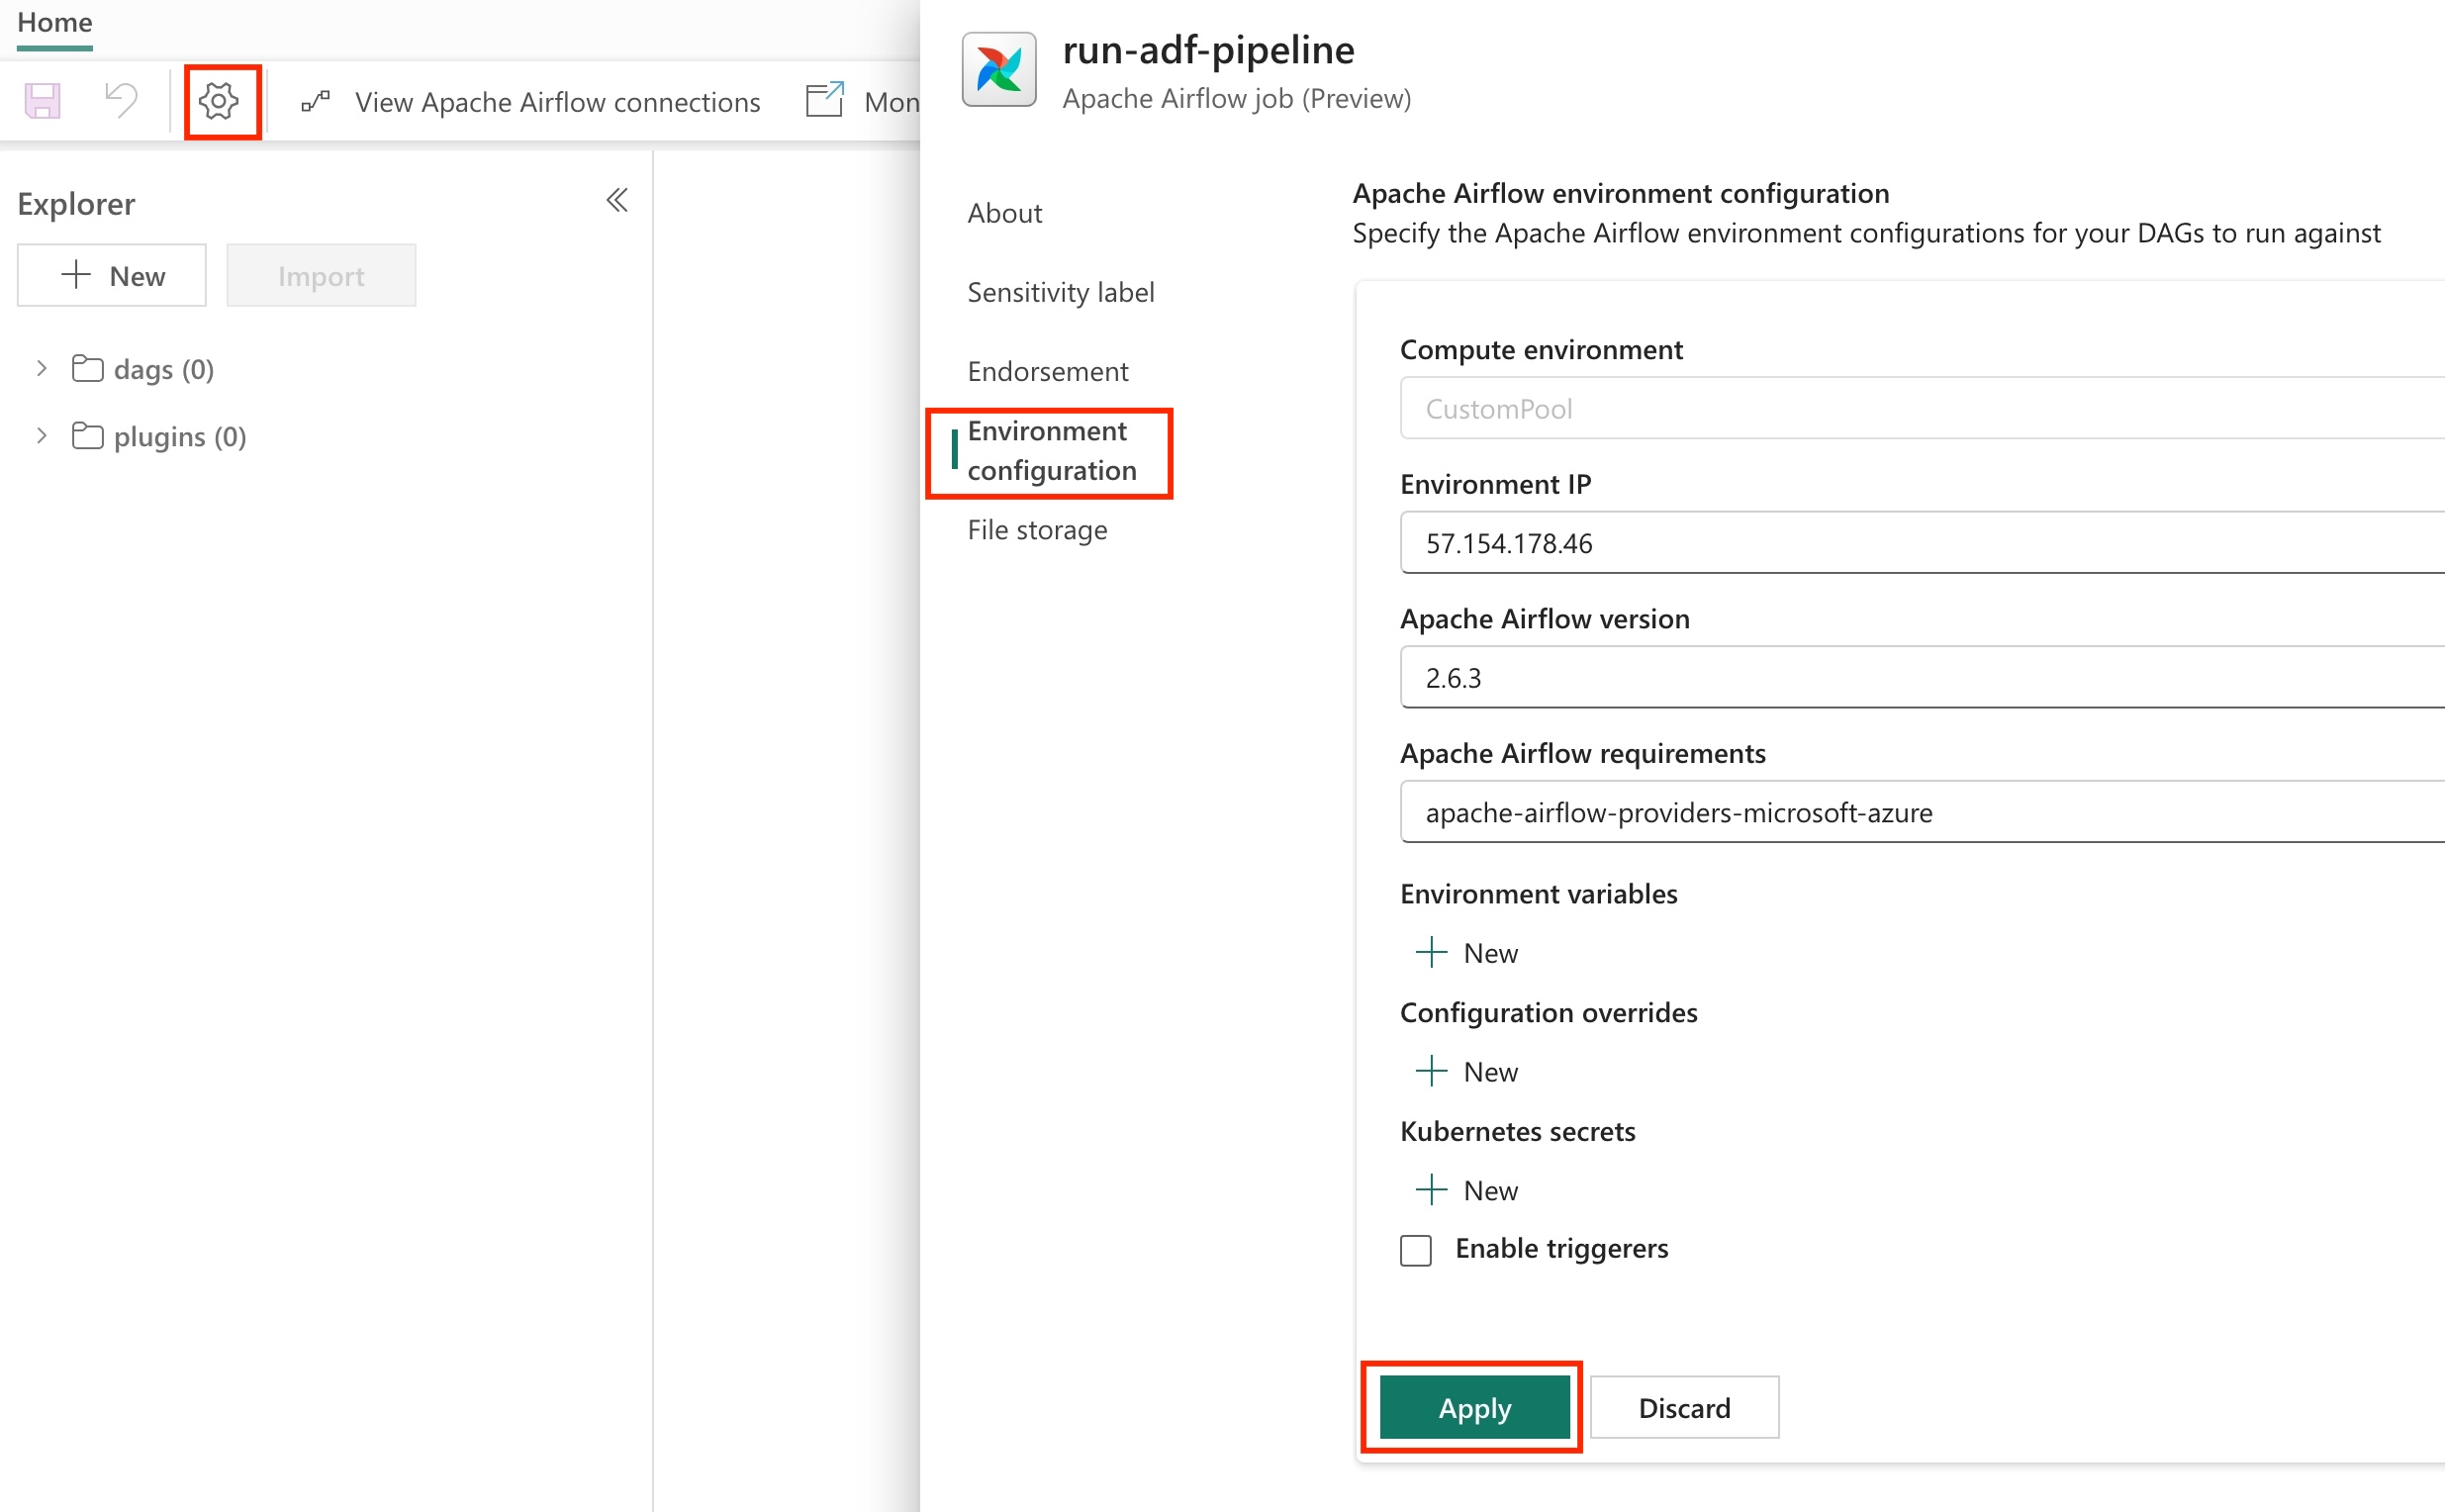 Home
View Apache Airflow connections
Mon
Explorer
New
Import
dags (0)
plugins (0)
run-adf-pipeline
Apache Airflow job (Preview)
About
Sensitivity label
Endorsement
Environment
configuration
File storage
Apache Airflow environment configuration
Specify the Apache Airflow environment configurations for your DAGs to run against
Compute environment
CustomPool
Environment IP
57.154.178.46
Apache Airflow version
2.6.3
Apache Airflow requirements
apache-airflow-providers-microsoft-azure
Environment variables
New
Configuration overrides
New
Kubernetes secrets
New
Enable triggerers
Apply
Discard